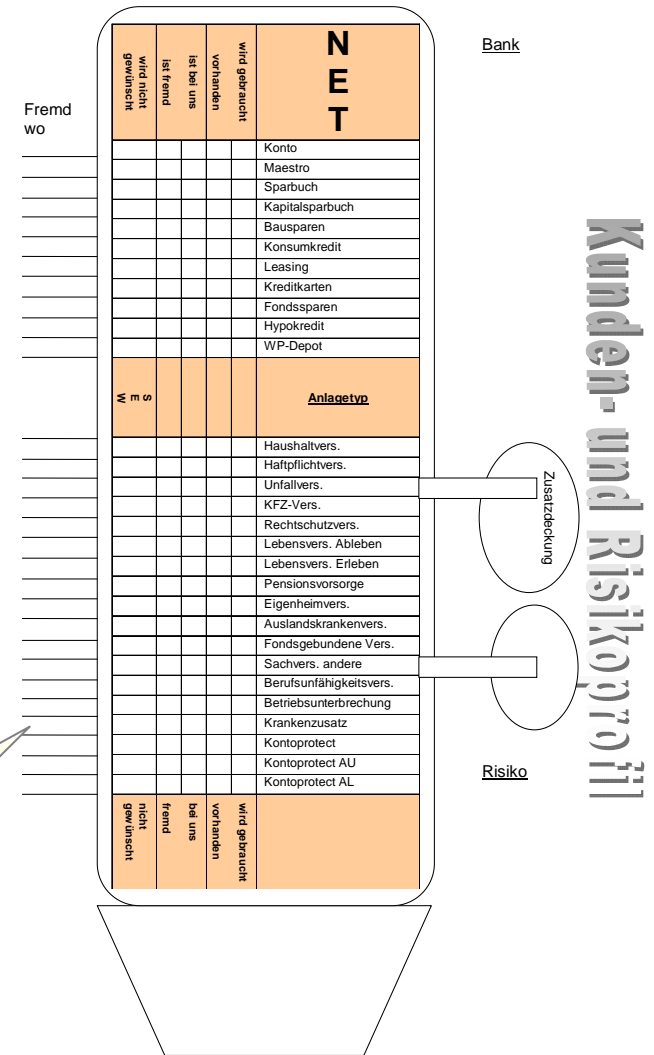 wird nicht
gewünscht
ist fremd
ist bei uns
vorhanden
wird gebraucht
N
E
T
Bank
Fremd
wo
Konto
Maestro
Sparbuch
Kapitalsparbuch
Bausparen
Konsumkredit
Leasing
Kreditkarten
Fondssparen
Hypokredit
WP-Depot
S
E
W
Anlagetyp
Haushaltvers.
Haftpflichtvers.
Unfallvers.
KFZ-Vers.
Rechtschutzvers.
Lebensvers. Ableben
Lebensvers. Erleben
Pensionsvorsorge
Eigenheimvers.
Auslandskrankenvers.
Fondsgebundene Vers.
Sachvers. andere
Berufsunfähigkeitsvers.
Betriebsunterbrechung
Krankenzusatz
Kontoprotect
Kontoprotect AU
Kontoprotect AL
Zusatzdeckung
Risiko
nicht
gewünscht
fremd
bei uns
vorhanden
wird gebraucht
Kunden- und Risikoprofil